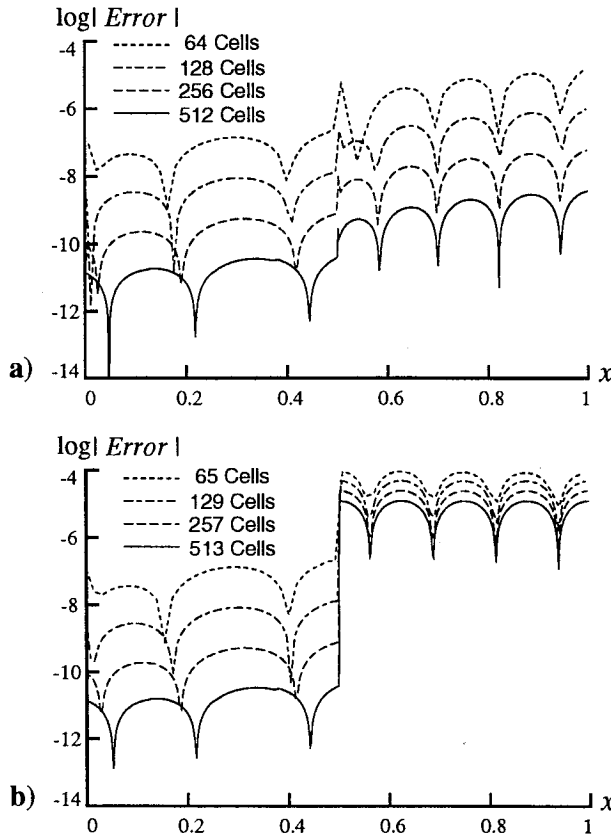 log| Error |
-4
-6
-8
-10
-12
-14
64 Cells
128 Cells
256 Cells
512 Cells
a)
0 0.2 0.4 0.6 0.8 1
x
log| Error |
-4
-6
-8
-10
-12
-14
65 Cells
129 Cells
257 Cells
513 Cells
b)
0 0.2 0.4 0.6 0.8 1
x